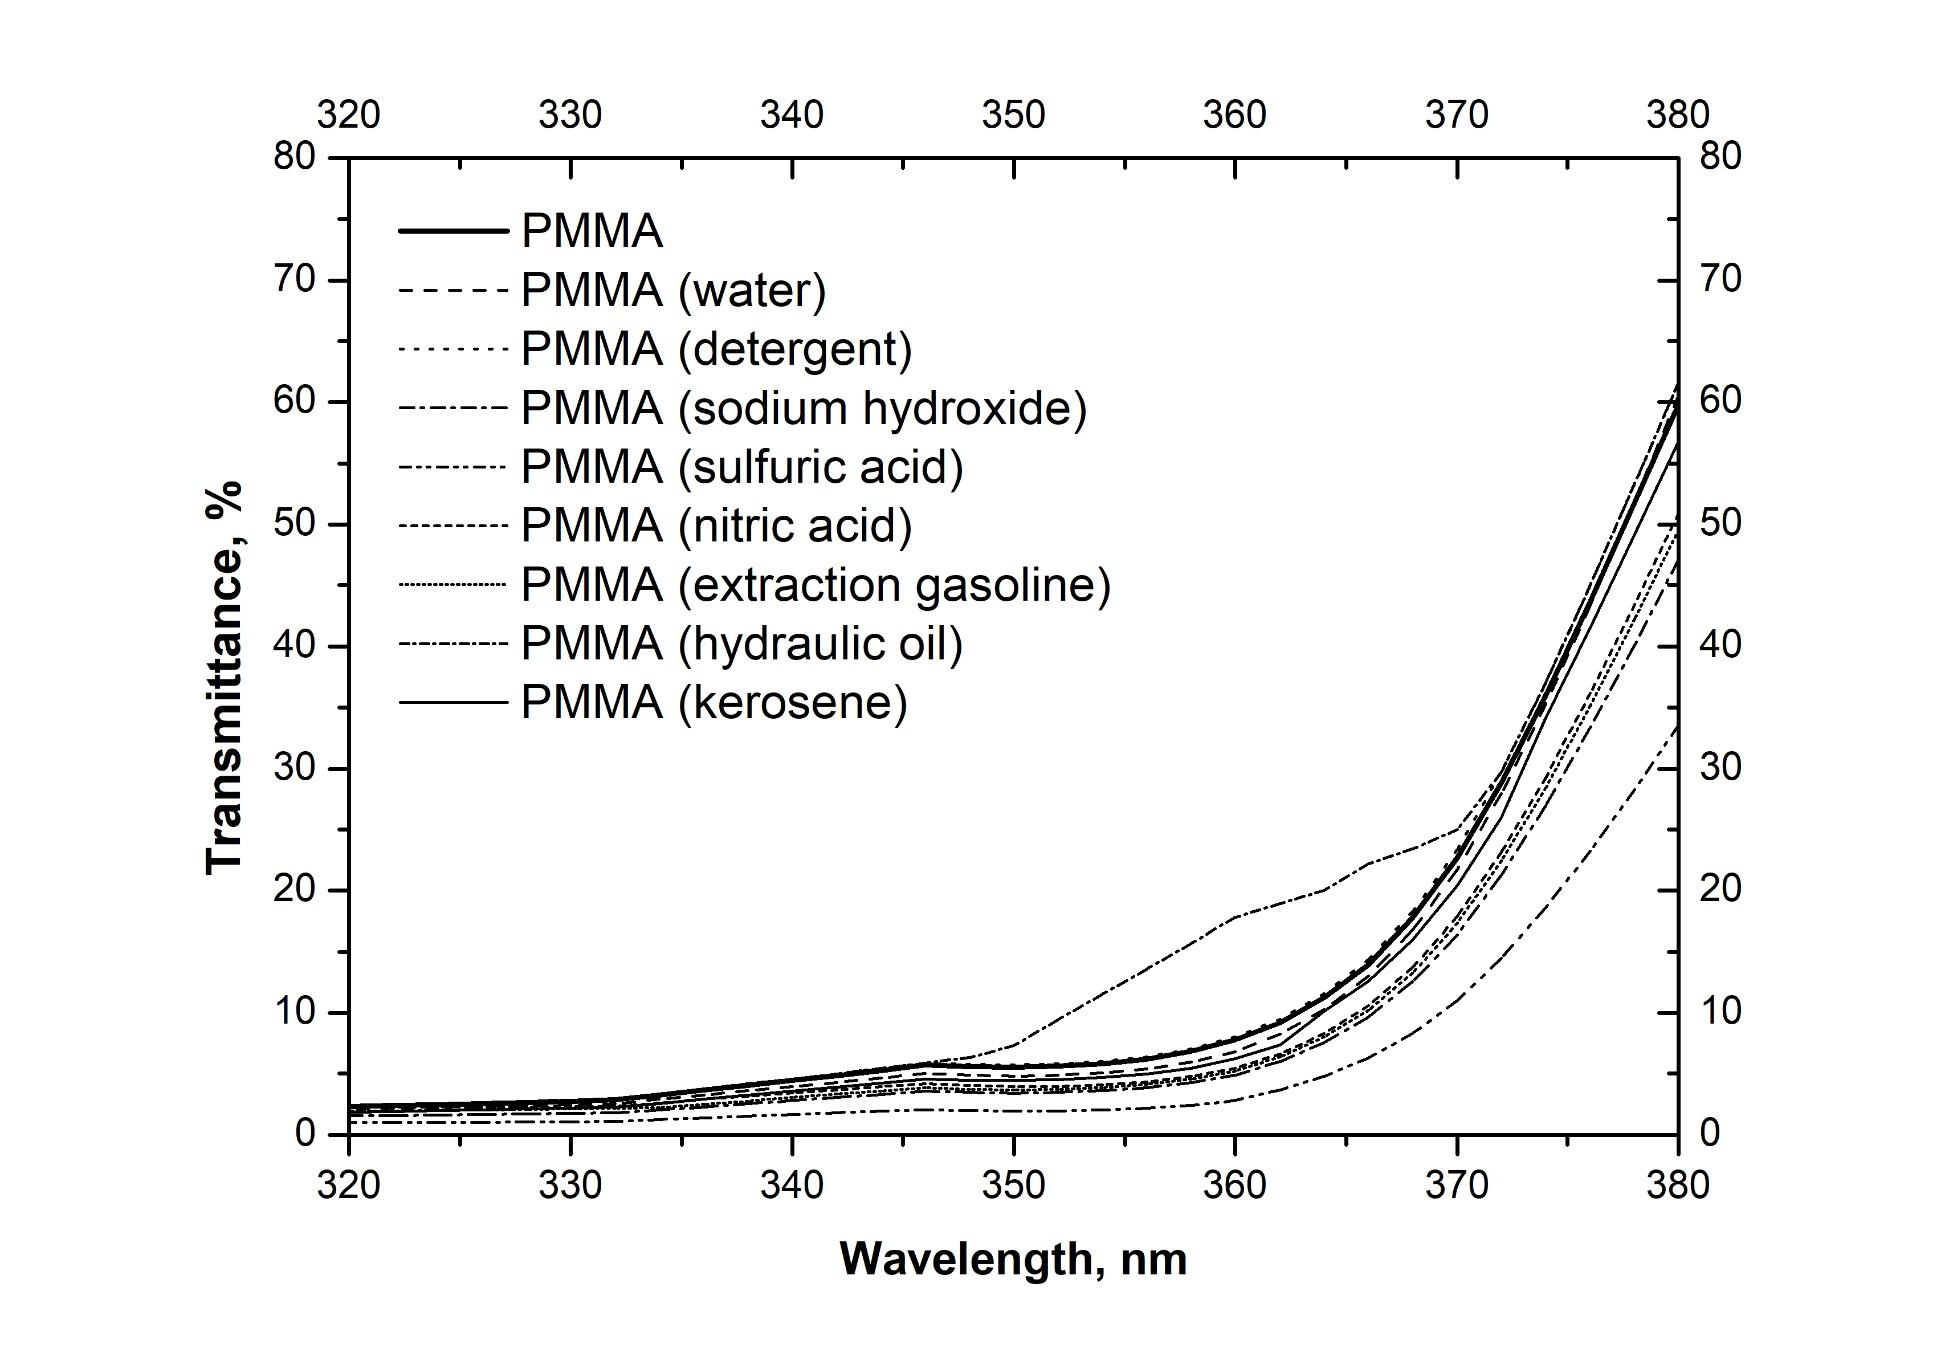 320 330 340 350 360 370 380
80 80
PMMA
PMMA (water)
70 70
PMMA (detergent)
60 60
PMMA (sodium hydroxide)
PMMA (sulfuric acid)
50 50
PMMA (nitric acid)
PMMA (extraction gasoline)
40 40
PMMA (hydraulic oil)
PMMA (kerosene)
Transmittance, %
30 30
20 20
10 10
0 0
320 330 340 350 360 370 380
Wavelength, nm